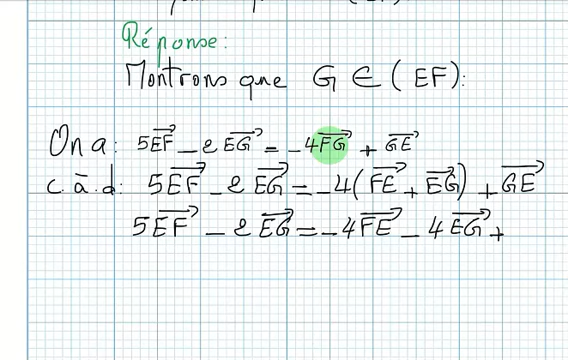 Réponse:
Montrons que G ∈ (EF):
On a: 5EF⃗ - 2EG⃗ = -4FG⃗ + GE⃗
c à.d: 5EF⃗ - 2EG⃗ = -4(FE⃗ + EG⃗) + GE⃗
5EF⃗ - 2EG⃗ = -4FE⃗ - 4EG⃗ +